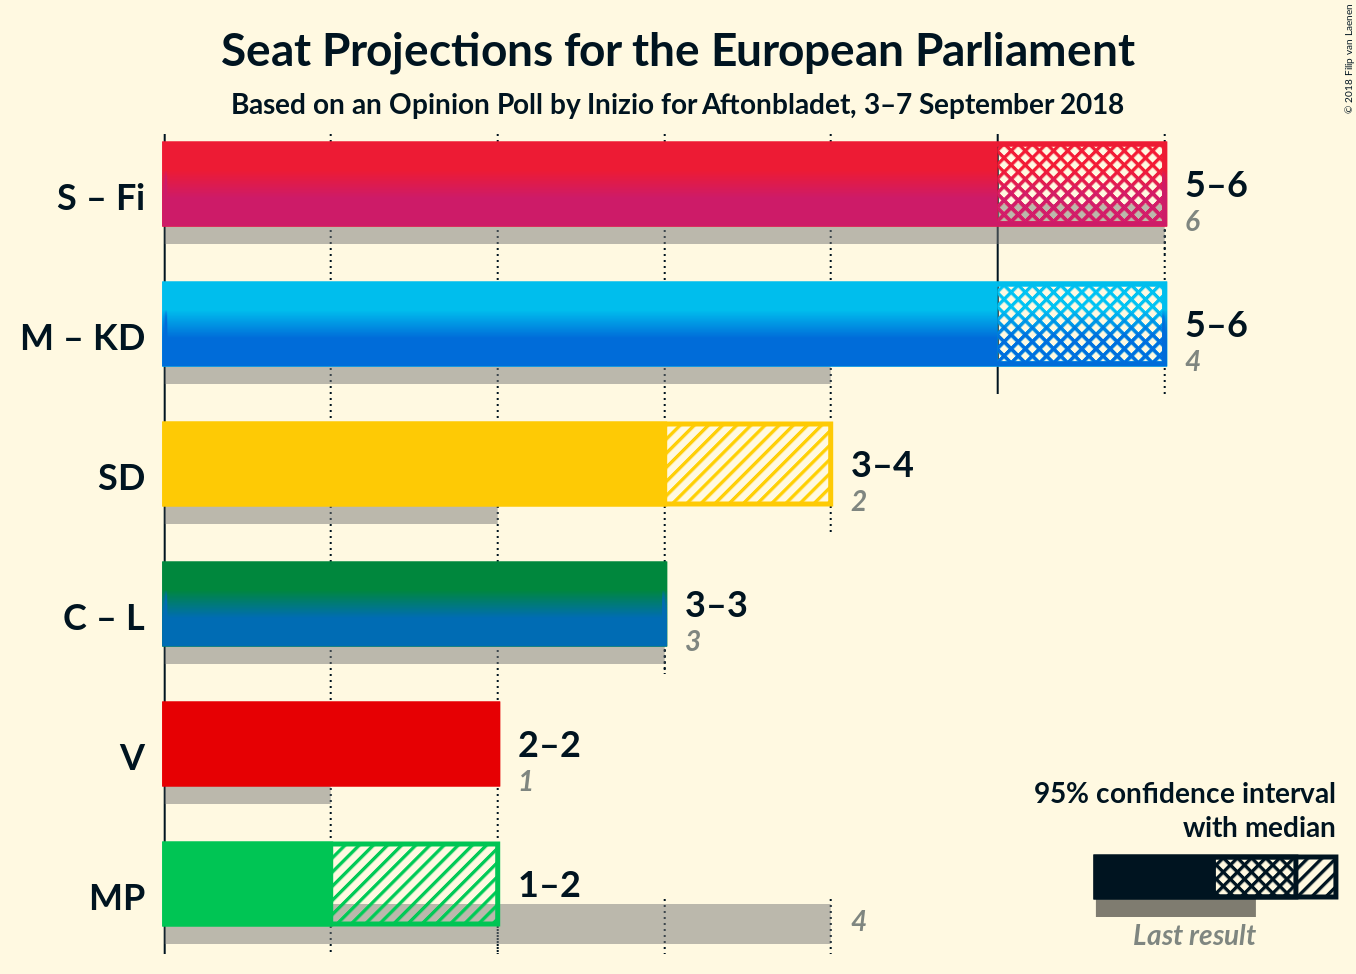 Seat Projections for the European Parliament
Based on an Opinion Poll by Inizio for Aftonbladet, 3–7 September 2018
© 2018 Filip van Laenen
S – Fi
5–6
6
M – KD
5–6
4
SD
3–4
2
C – L
3–3
3
V
2–2
1
MP
1–2
4
95% confidence interval
with median
Last result